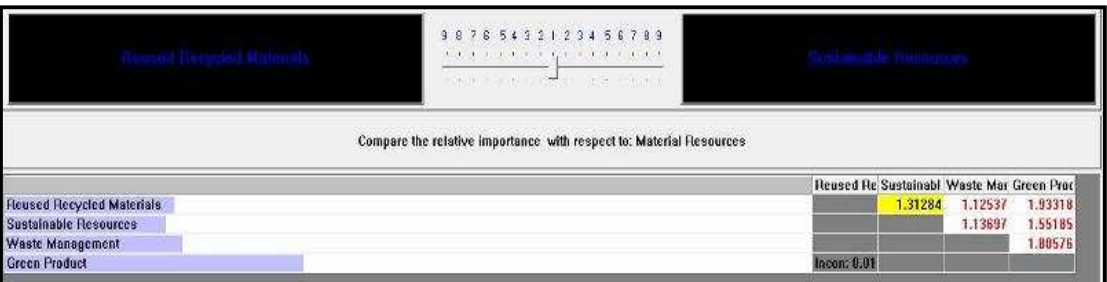 9 8 7 6 5 4 3 2 1 2 3 4 5 6 7 8 9
Reused Recycled Materials
Sustainable Resources
Compare the relative importance with respect to: Material Resources
Reused Re Sustainabl Waste Mar Green Proc
Reused Recycled Materials 1.31284 1.12537 1.93318
Sustainable Resources 1.13697 1.55185
Waste Management 1.80576
Green Product Incon: 0.01